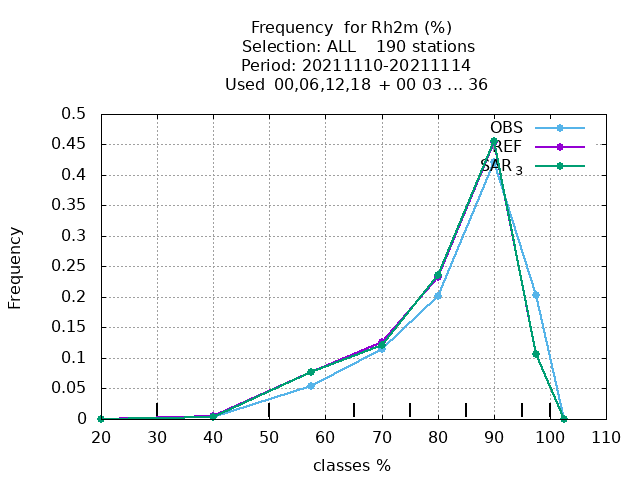 Frequency  for Rh2m (%)
Selection: ALL    190 stations
Period: 20211110-20211114
Used  00,06,12,18  + 00 03 ... 36
0.5
0.45
0.4
0.35
0.3
0.25
0.2
0.15
0.1
0.05
0
Frequency
OBS
REF
SAR 3
20 30 40 50 60 70 80 90 100 110
classes %